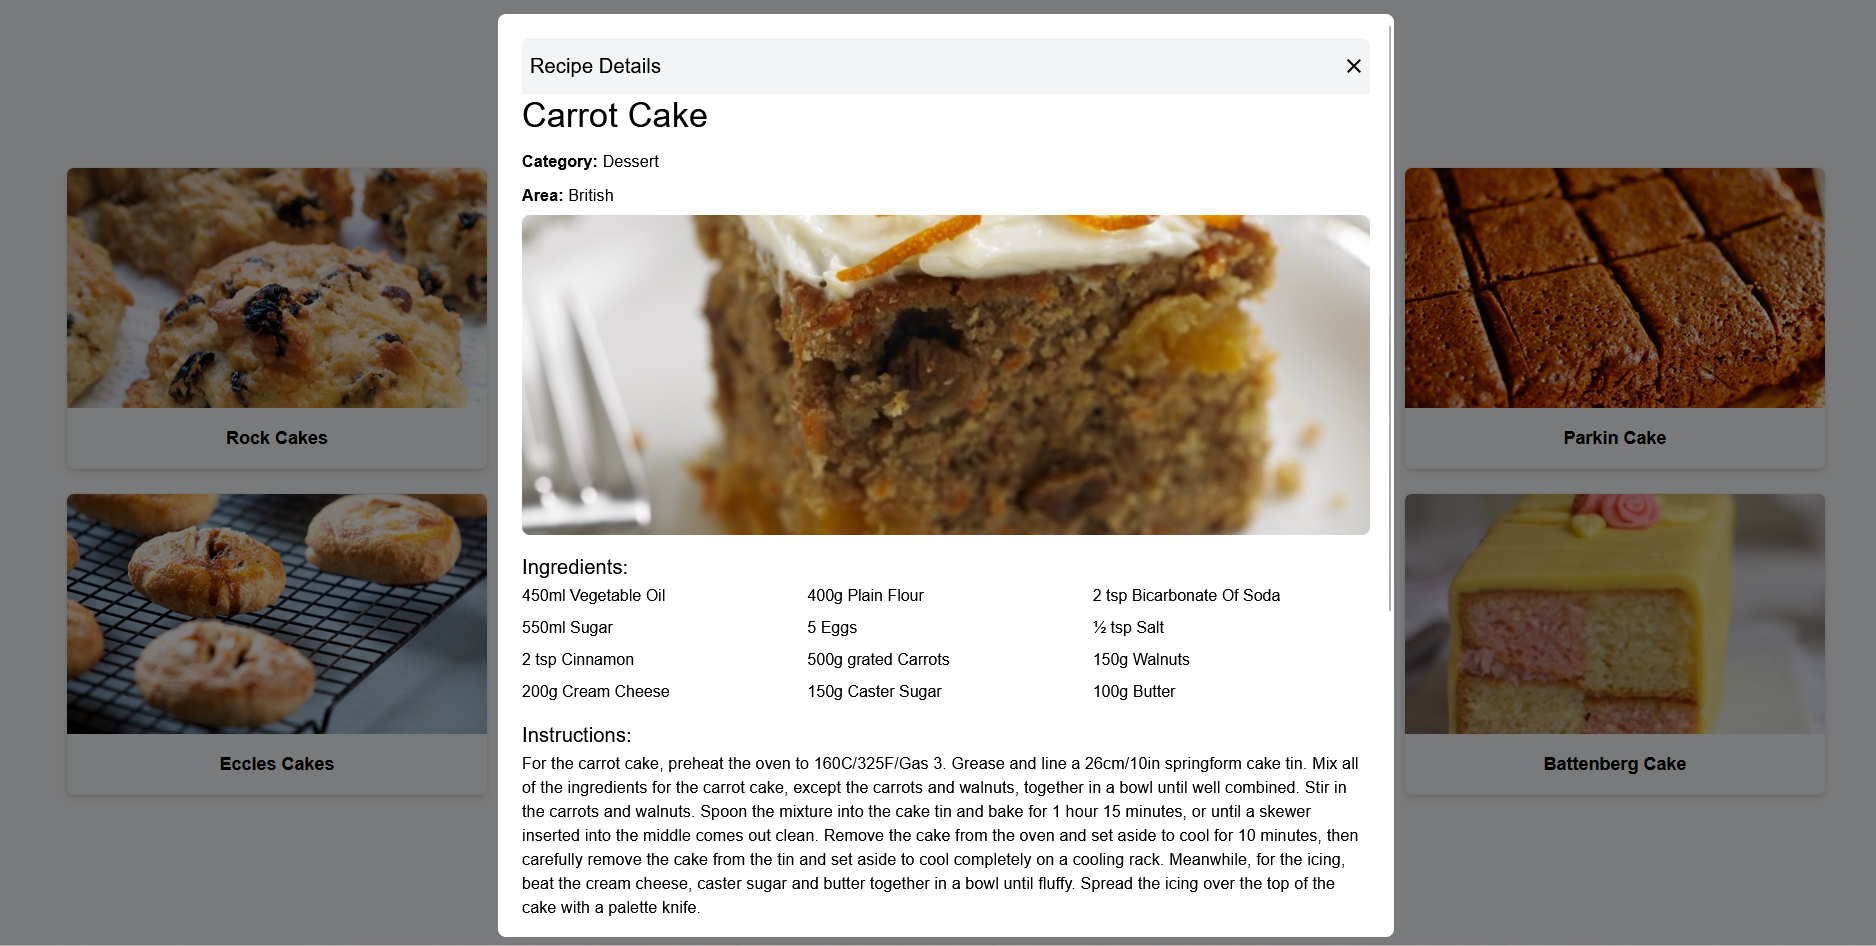 Recipe Details
Carrot Cake
Category: Dessert
Area: British
Ingredients:
450ml Vegetable Oil
400g Plain Flour
2 tsp Bicarbonate Of Soda
550ml Sugar
5 Eggs
½ tsp Salt
2 tsp Cinnamon
500g grated Carrots
150g Walnuts
200g Cream Cheese
150g Caster Sugar
100g Butter
Instructions:
For the carrot cake, preheat the oven to 160C/325F/Gas 3. Grease and line a 26cm/10in springform cake tin. Mix all
of the ingredients for the carrot cake, except the carrots and walnuts, together in a bowl until well combined. Stir in
the carrots and walnuts. Spoon the mixture into the cake tin and bake for 1 hour 15 minutes, or until a skewer
inserted into the middle comes out clean. Remove the cake from the oven and set aside to cool for 10 minutes, then
carefully remove the cake from the tin and set aside to cool completely on a cooling rack. Meanwhile, for the icing,
beat the cream cheese, caster sugar and butter together in a bowl until fluffy. Spread the icing over the top of the
cake with a palette knife.
Rock Cakes
Parkin Cake
Eccles Cakes
Battenberg Cake